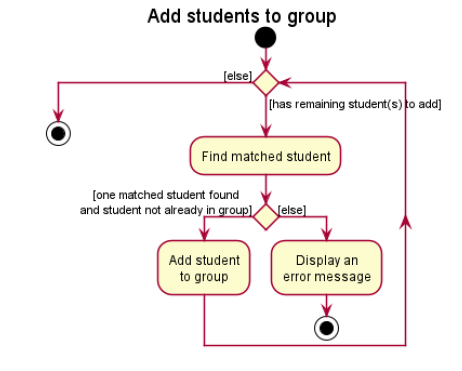 Add students to group
[else]
[has remaining student(s) to add]
Find matched student
[one matched student found
and student not already in group]
[else]
Add student
to group
Display an
error message